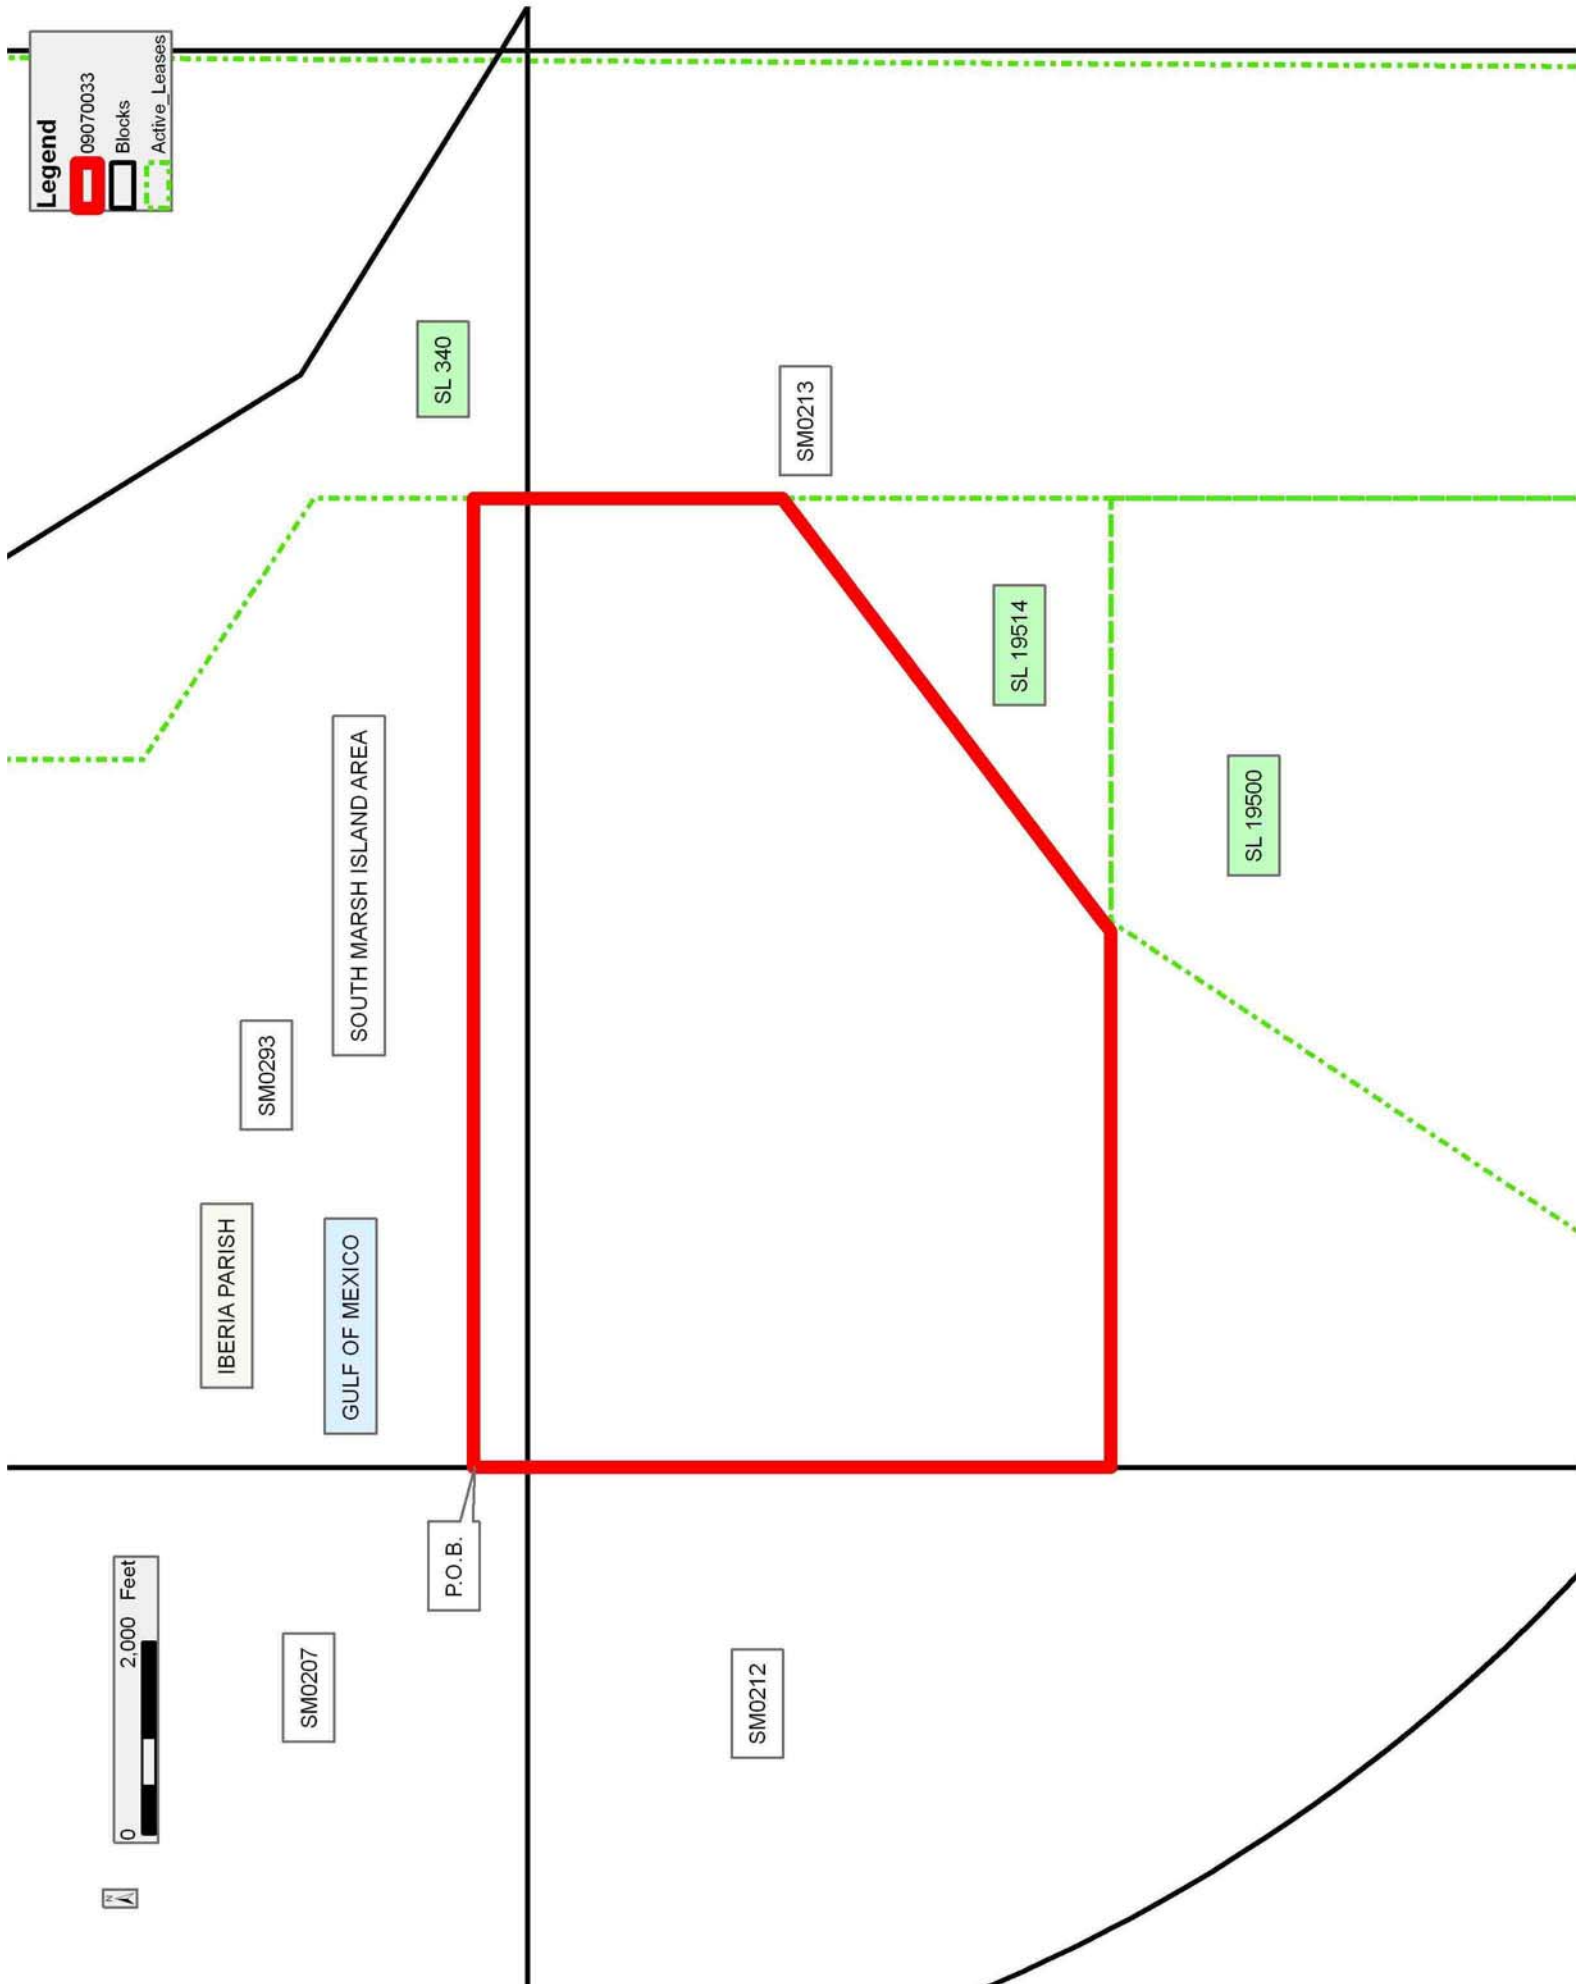 N
0 2,000 Feet
SM0207
IBERIA PARISH
SM0293
GULF OF MEXICO
SOUTH MARSH ISLAND AREA
SL 340
P.O.B.
SM0212
SM0213
SL 19514
SL 19500
Legend
09070033
Blocks
Active_Leases